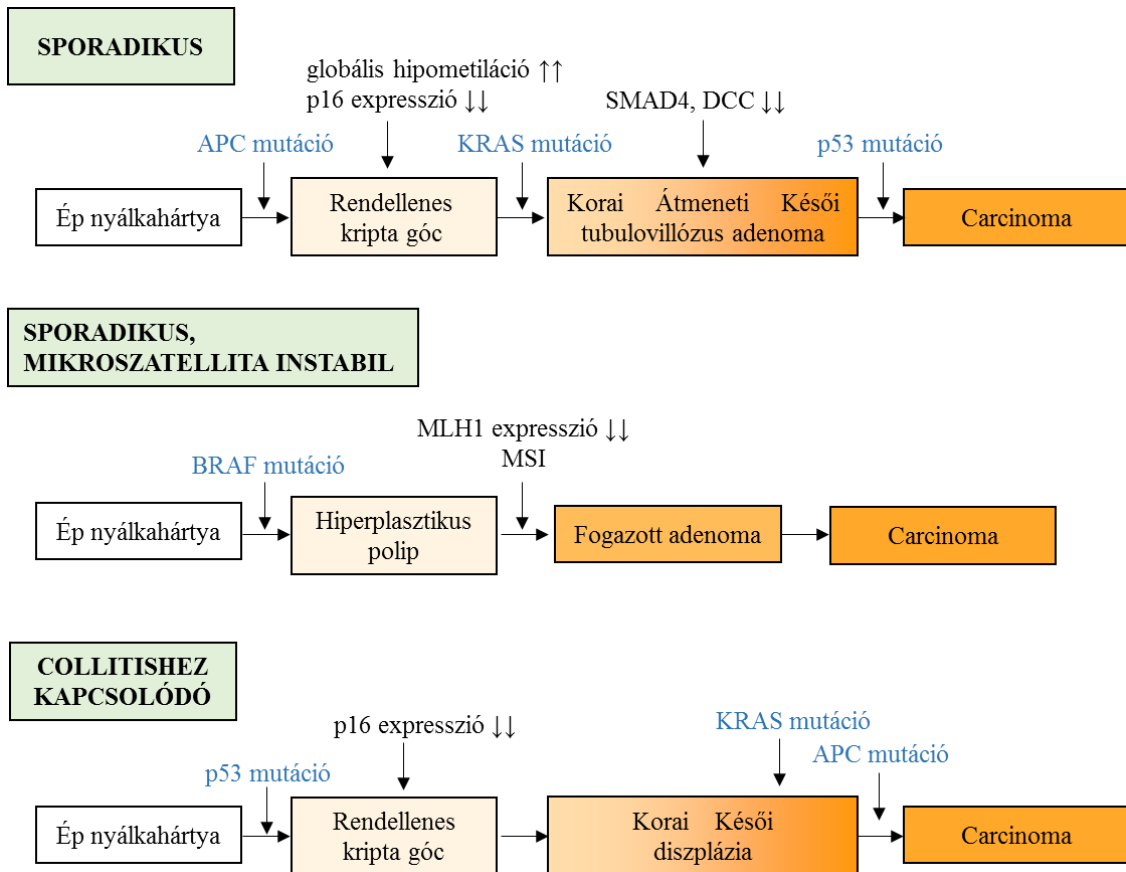 SPORADIKUS
globális hipometiláció ↑↑
p16 expresszió ↓↓
SMAD4, DCC ↓↓
APC mutáció
KRAS mutáció
p53 mutáció
Ép nyálkahártya
Rendellenes
kripta góc
Korai Átmeneti Késői
tubulovillózus adenoma
Carcinoma
SPORADIKUS,
MIKROSZATELLITA INSTABIL
MLH1 expresszió ↓↓
MSI
BRAF mutáció
Ép nyálkahártya
Hiperplasztikus
polip
Fogazott adenoma
Carcinoma
COLLITISHEZ
KAPCSOLÓDÓ
p16 expresszió ↓↓
KRAS mutáció
APC mutáció
p53 mutáció
Ép nyálkahártya
Rendellenes
kripta góc
Korai Késői
diszplázia
Carcinoma